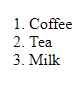 1. Coffee
2. Tea
3. Milk